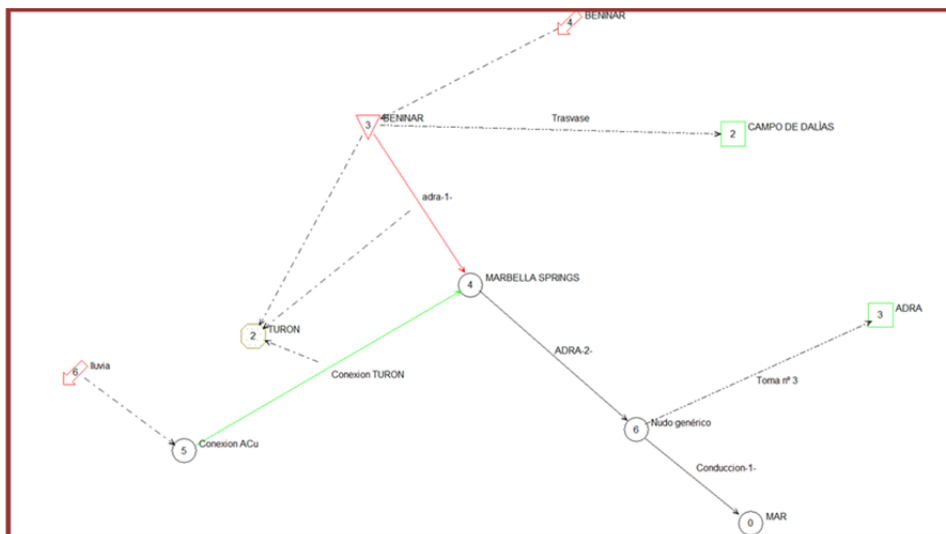 4 BENINAR
3 BENINAR
Trasvase
2 CAMPO DE DALÍAS
adra-1-
4 MARBELLA SPRINGS
3 ADRA
2 TURON
ADRA-2-
6 lluvia
Conexion TURON
Toma nº 3
6 Nudo genérico
5 Conexion ACu
Conduccion-1-
0 MAR